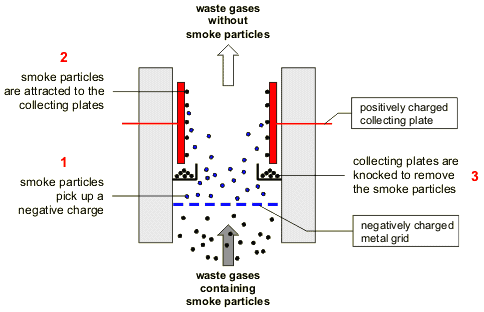 waste gases
without
smoke particles
2
smoke particles
are attracted to the
collecting plates
positively charged
collecting plate
1
smoke particles
pick up a
negative charge
collecting plates are
knocked to remove
the smoke particles
3
negatively charged
metal grid
waste gases
containing
smoke particles